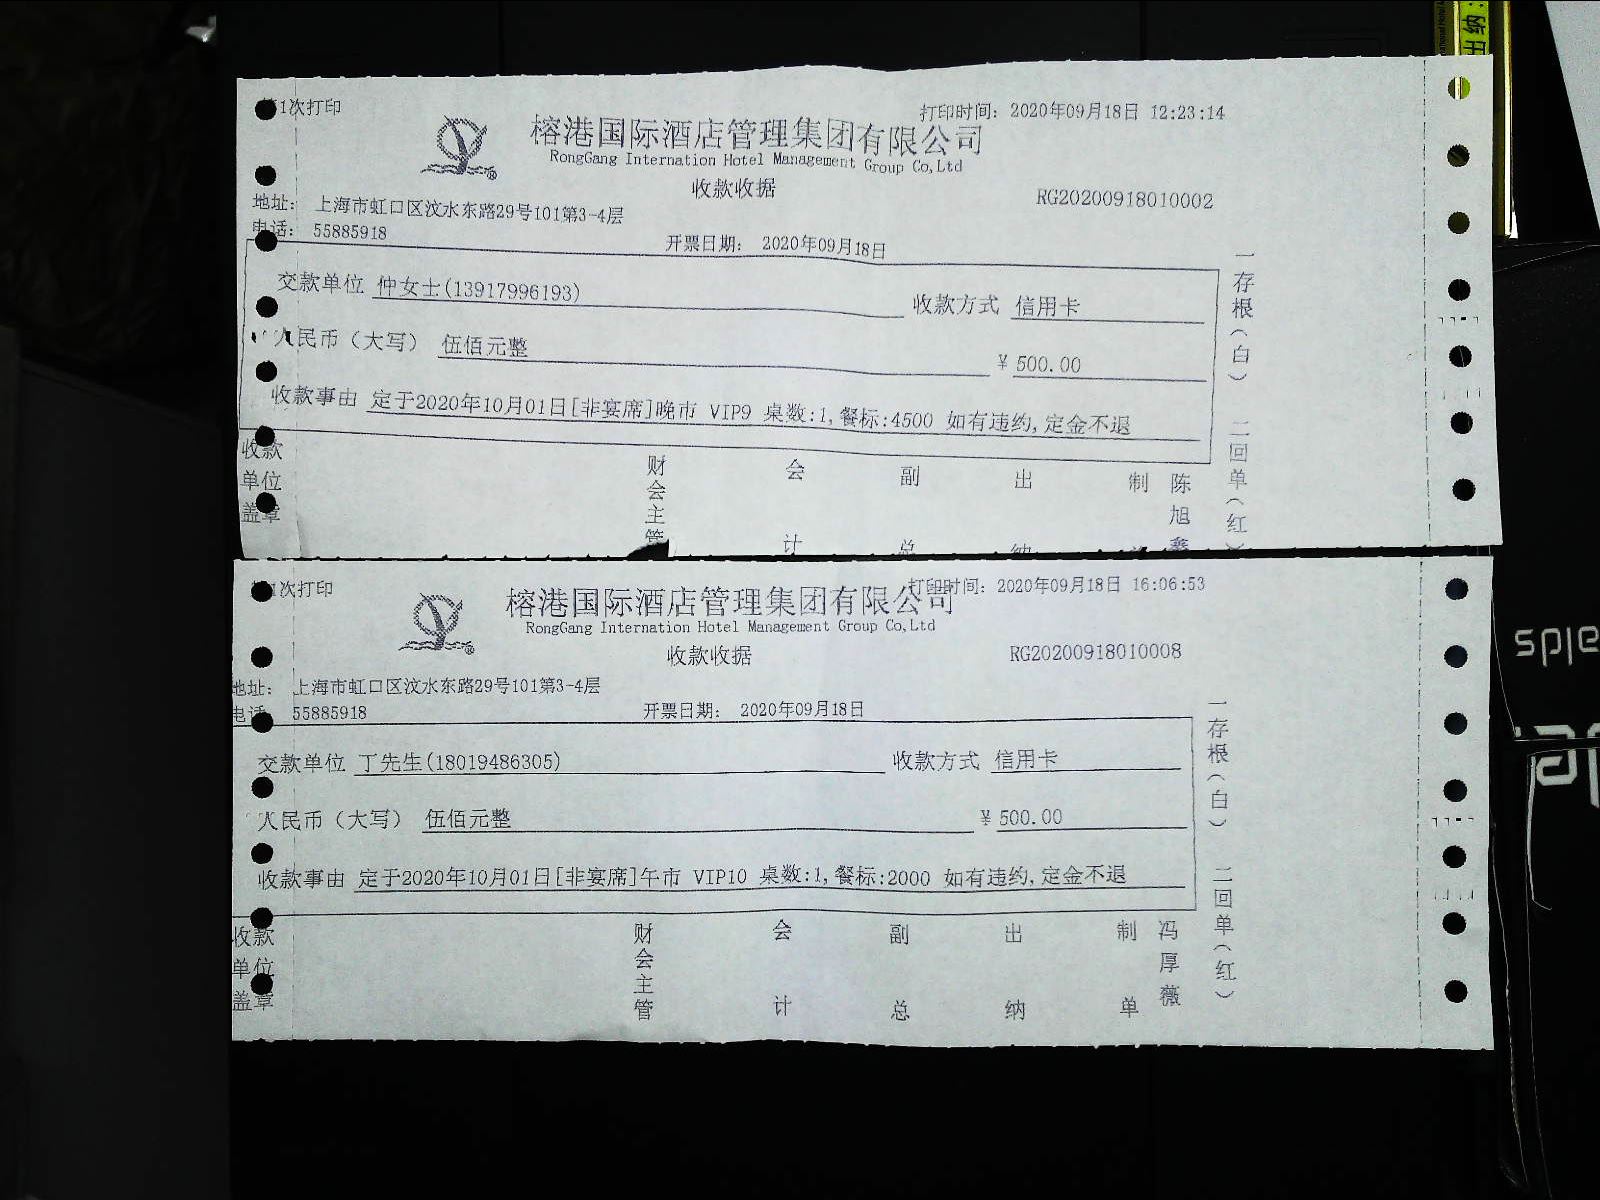 1次打印
打印时间: 2020年09月18日 12:23:14
榕港国际酒店管理集团有限公司
RongGang Internation Hotel Management Group Co,Ltd
收款收据
RG20200918010002
地址: 上海市虹口区汶水东路29号101第3-4层
电话: 55885918
开票日期: 2020年09月18日
交款单位 仲女士(13917996193)
收款方式 信用卡
人民币（大写） 伍佰元整
¥ 500.00
收款事由 定于2020年10月01日[非宴席]晚市 VIP9 桌数:1,餐标:4500 如有违约,定金不退
收款单位盖章
财会主管
会计
副总
出纳
制
陈旭鑫
一存根（白）
二回单（红）
1次打印
打印时间: 2020年09月18日 16:06:53
榕港国际酒店管理集团有限公司
RongGang Internation Hotel Management Group Co,Ltd
收款收据
RG20200918010008
地址: 上海市虹口区汶水东路29号101第3-4层
电话 55885918
开票日期: 2020年09月18日
交款单位 丁先生(18019486305)
收款方式 信用卡
人民币（大写） 伍佰元整
¥ 500.00
收款事由 定于2020年10月01日[非宴席]午市 VIP10 桌数:1,餐标:2000 如有违约,定金不退
收款单位盖章
财会主管
会计
副总
出纳
制单
冯厚薇
一存根（白）
二回单（红）
出纳: